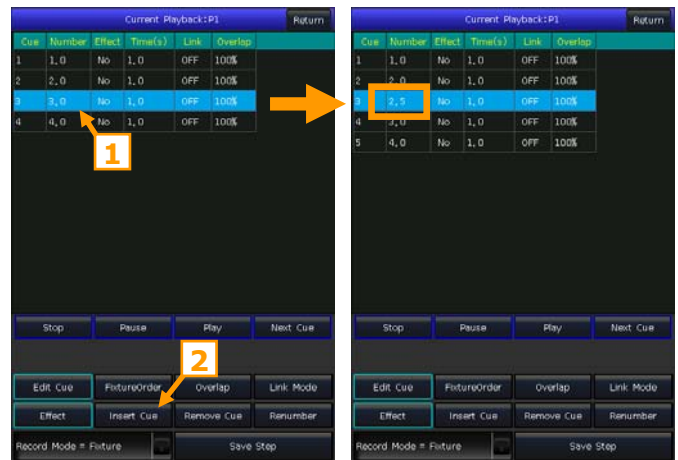 Current Playback:P1 Return
Cue Number Effect Time(s) Link Overlap
1 1.0 No 1.0 OFF 100%
2 2.0 No 1.0 OFF 100%
3 3.0 No 1.0 OFF 100%
4 4.0 No 1.0 OFF 100%
1
Stop Pause Play Next Cue
2
Edit Cue FixtureOrder Overlap Link Mode
Effect Insert Cue Remove Cue Renumber
Record Mode = Fixture Save Step
Current Playback:P1 Return
Cue Number Effect Time(s) Link Overlap
1 1.0 No 1.0 OFF 100%
2 2.0 No 1.0 OFF 100%
3 2.5 No 1.0 OFF 100%
4 3.0 No 1.0 OFF 100%
5 4.0 No 1.0 OFF 100%
Stop Pause Play Next Cue
Edit Cue FixtureOrder Overlap Link Mode
Effect Insert Cue Remove Cue Renumber
Record Mode = Fixture Save Step